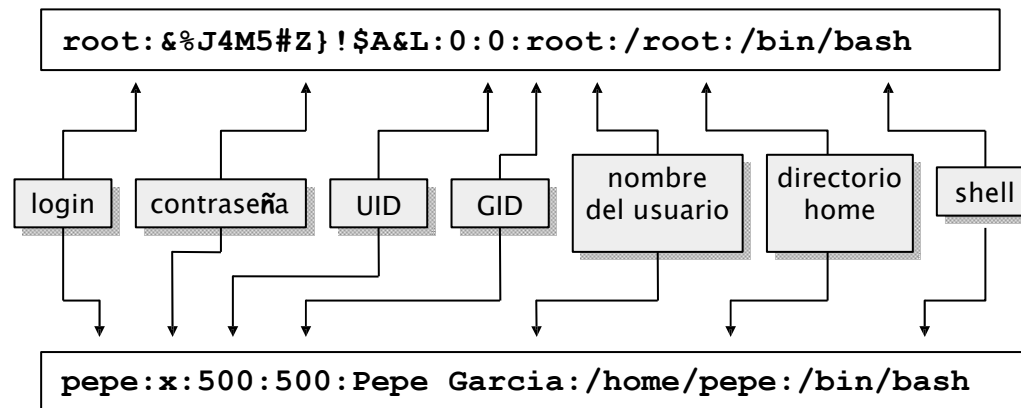 root:&%J4M5#Z}!$A&L:0:0:root:/root:/bin/bash
login
contraseña
UID
GID
nombre
del usuario
directorio
home
shell
pepe:x:500:500:Pepe Garcia:/home/pepe:/bin/bash